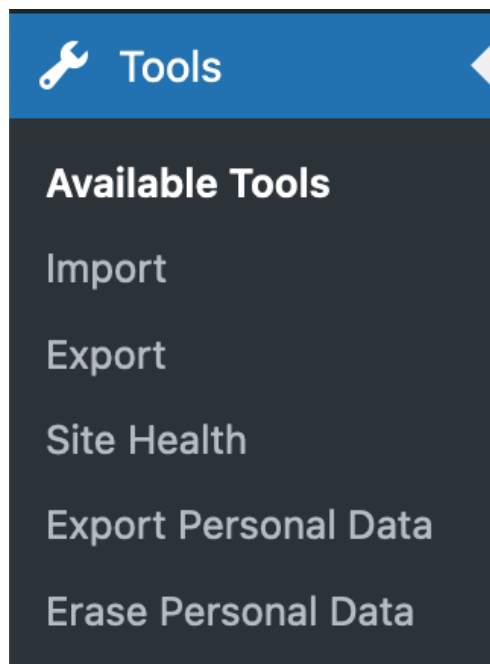 Tools
Available Tools
Import
Export
Site Health
Export Personal Data
Erase Personal Data